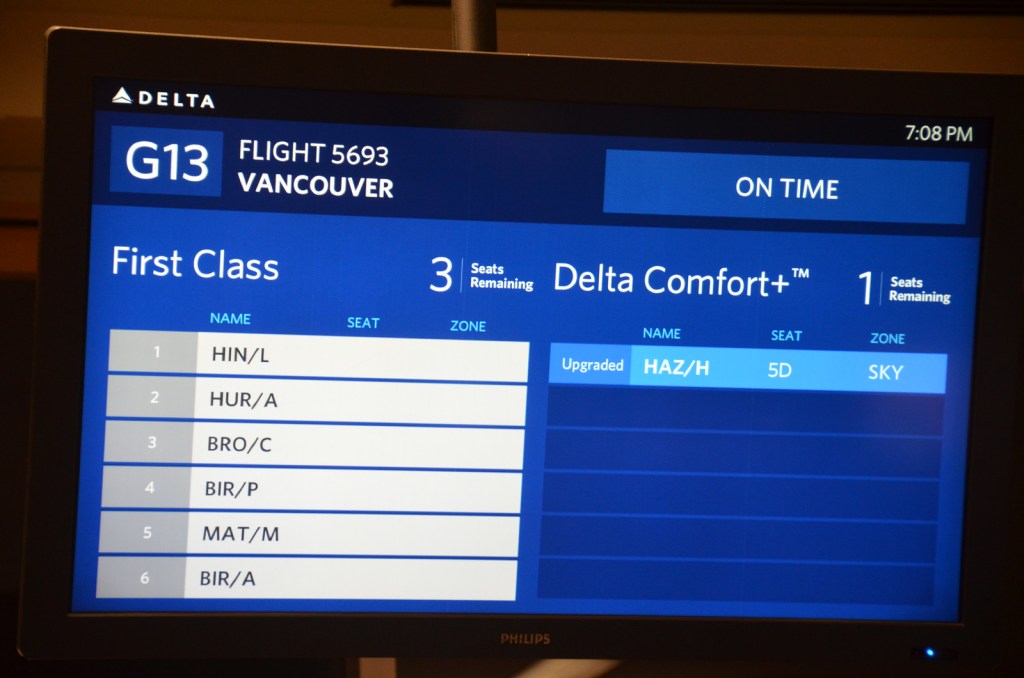 DELTA
7:08 PM
G13
FLIGHT 5693
VANCOUVER
ON TIME
First Class
3 Seats Remaining
Delta Comfort+™
1 Seats Remaining
NAME SEAT ZONE
1 HIN/L
2 HUR/A
3 BRO/C
4 BIR/P
5 MAT/M
6 BIR/A
NAME SEAT ZONE
Upgraded HAZ/H 5D SKY
PHILIPS